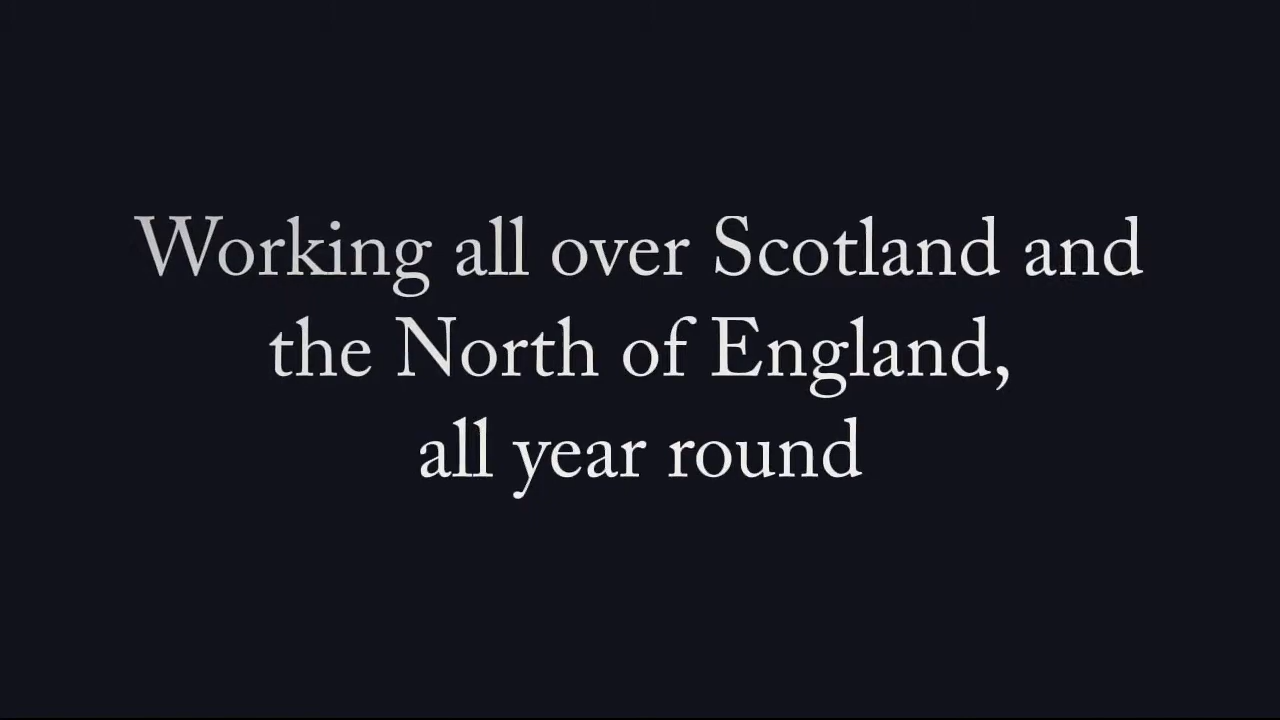 Working all over Scotland and
the North of England,
all year round